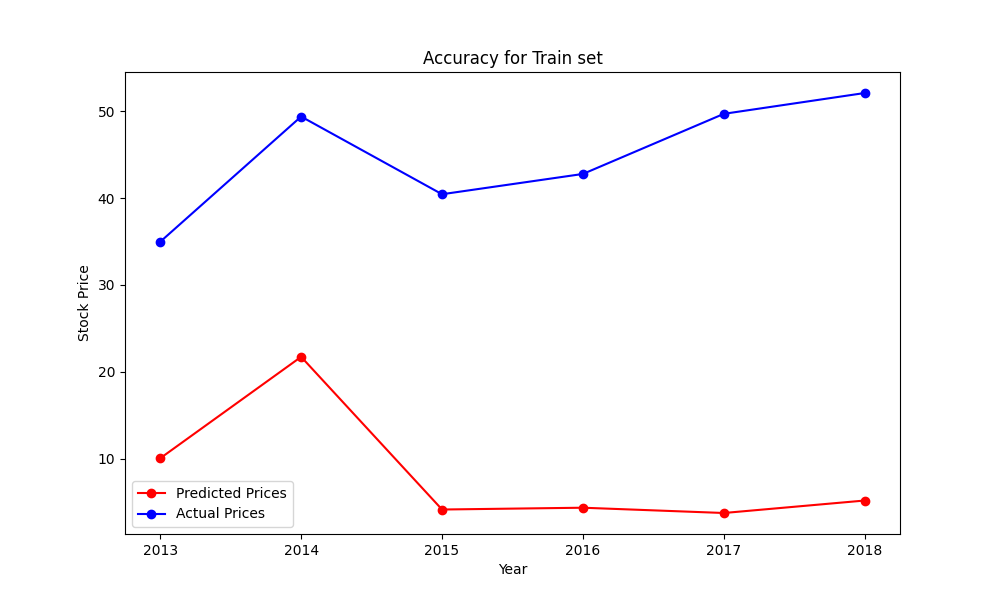 Accuracy for Train set
Stock Price
50
40
30
20
10
Predicted Prices
Actual Prices
2013 2014 2015 2016 2017 2018
Year